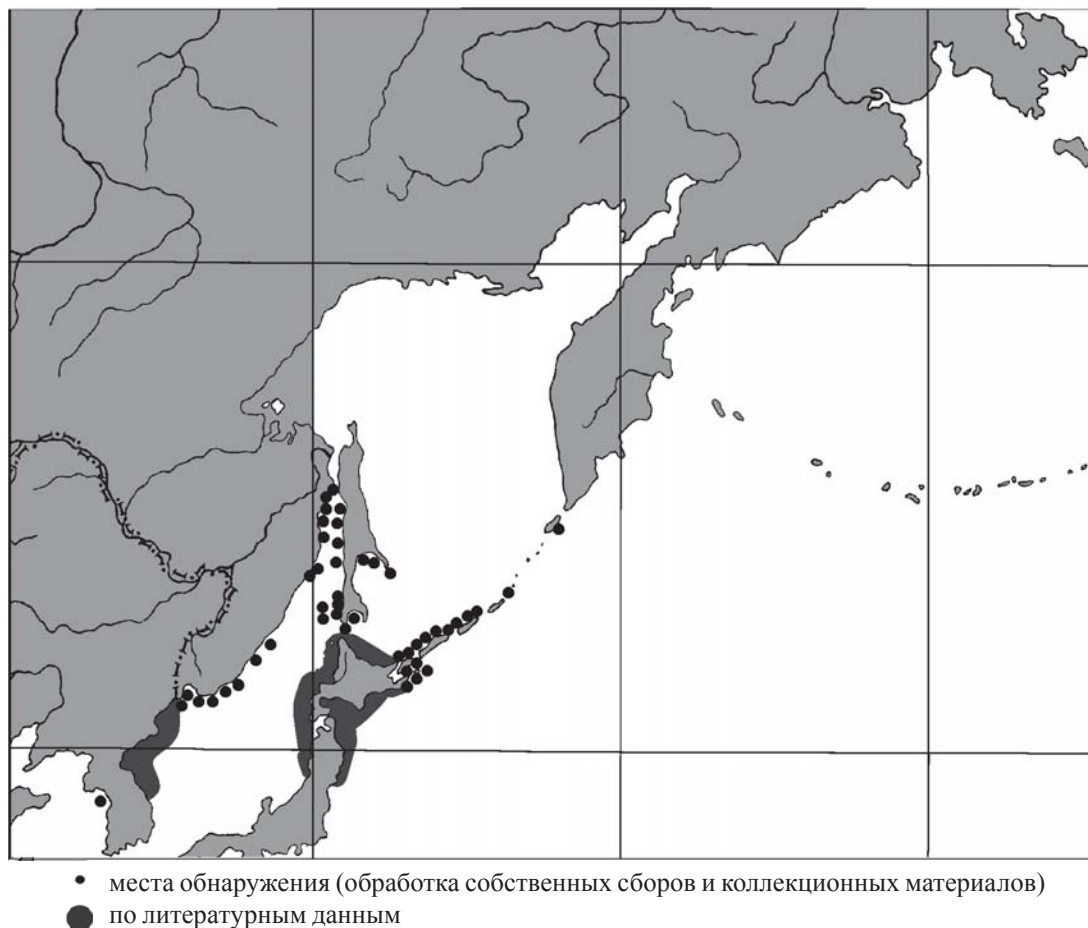 места обнаружения (обработка собственных сборов и коллекционных материалов)
по литературным данным